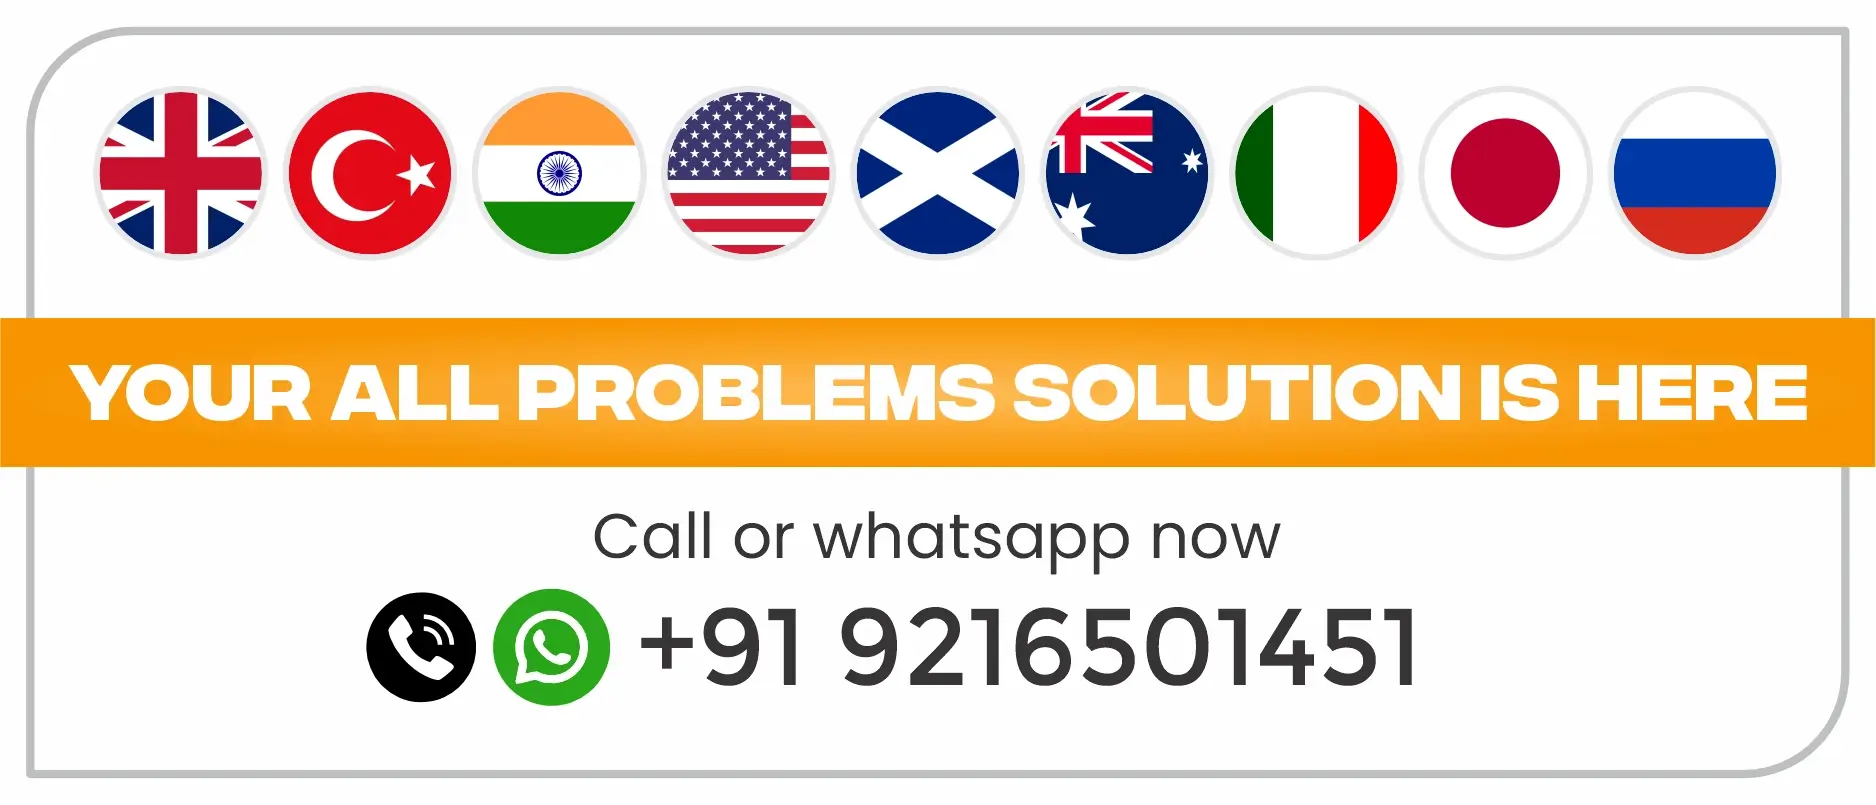 YOUR ALL PROBLEMS SOLUTION IS HERE
Call or whatsapp now
+91 9216501451